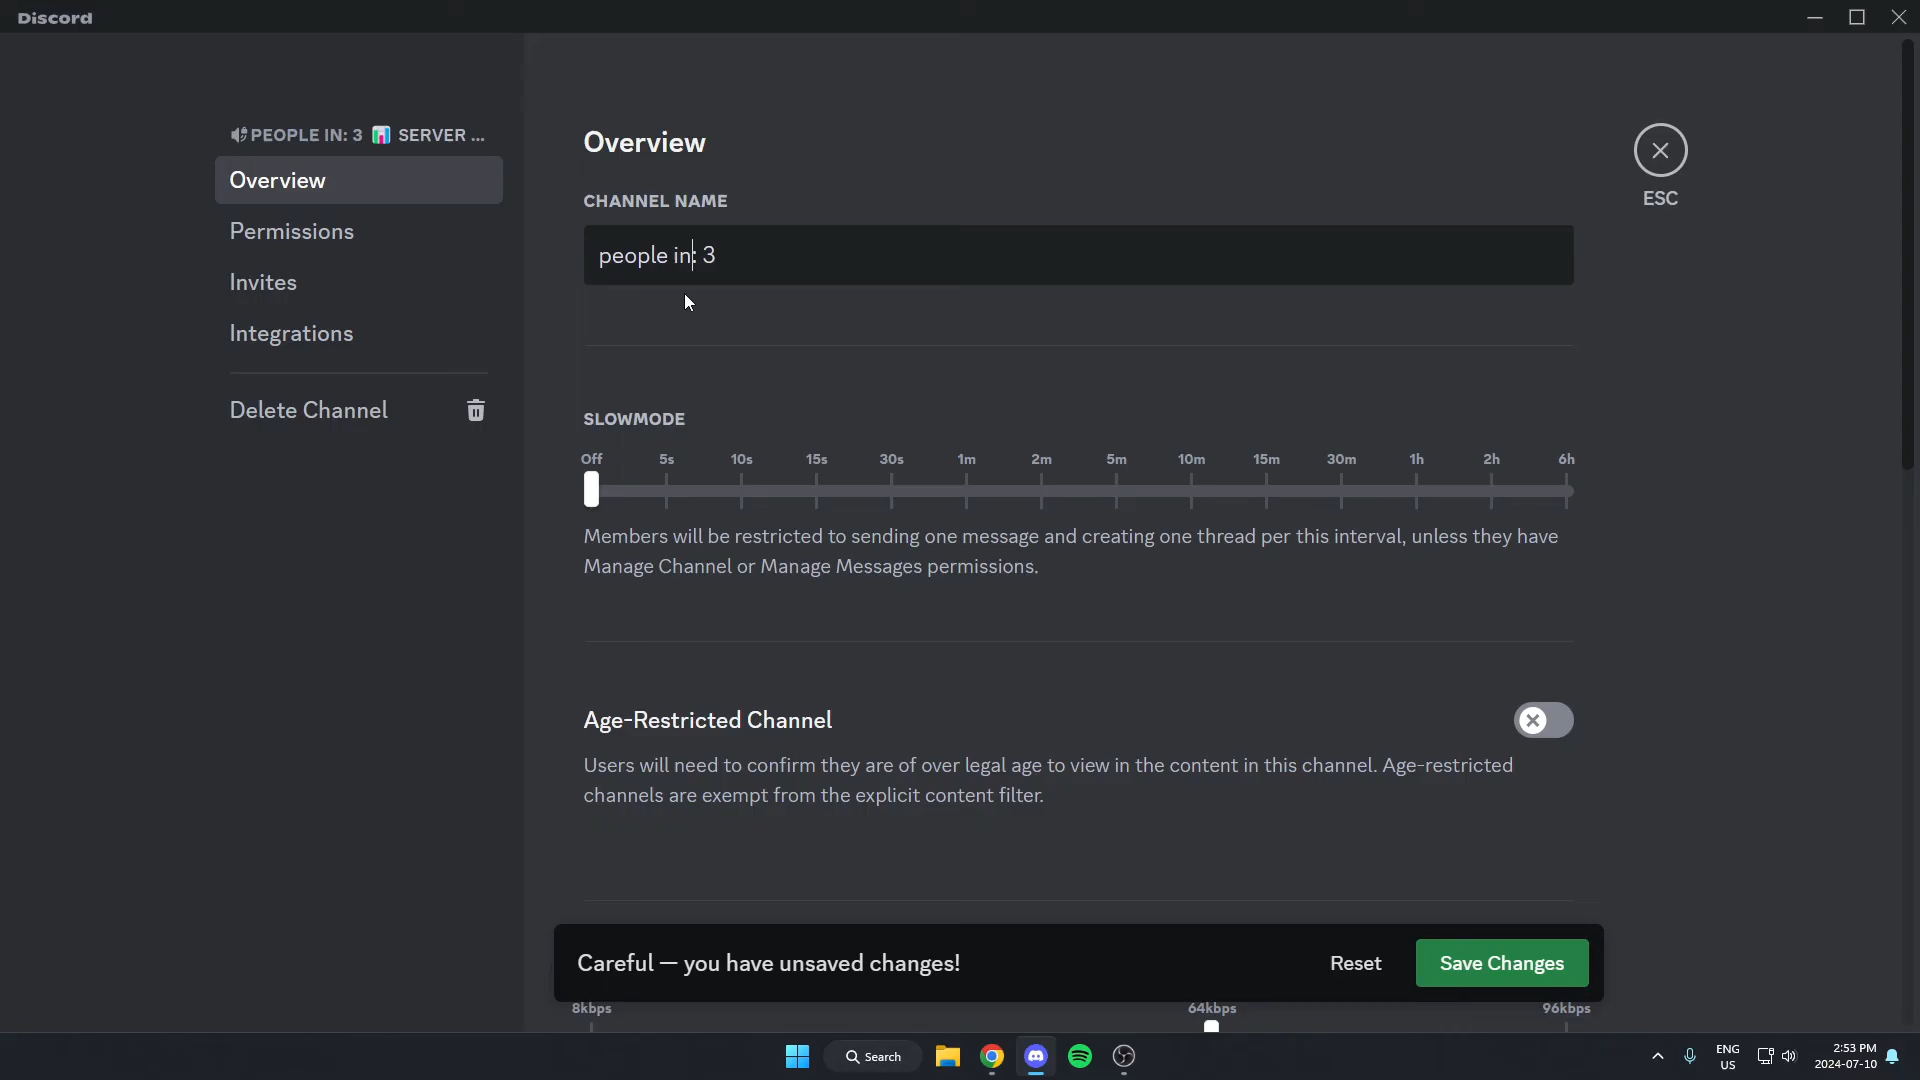 Discord
PEOPLE IN: 3 📊 SERVER ...
Overview
Permissions
Invites
Integrations
Delete Channel
Overview
CHANNEL NAME
people in: 3
ESC
SLOWMODE
Off 5s 10s 15s 30s 1m 2m 5m 10m 15m 30m 1h 2h 6h
Members will be restricted to sending one message and creating one thread per this interval, unless they have
Manage Channel or Manage Messages permissions.
Age-Restricted Channel
Users will need to confirm they are of over legal age to view in the content in this channel. Age-restricted
channels are exempt from the explicit content filter.
Careful — you have unsaved changes!
Reset
Save Changes
8kbps 64kbps 96kbps
Search
ENG
US
2:53 PM
2024-07-10